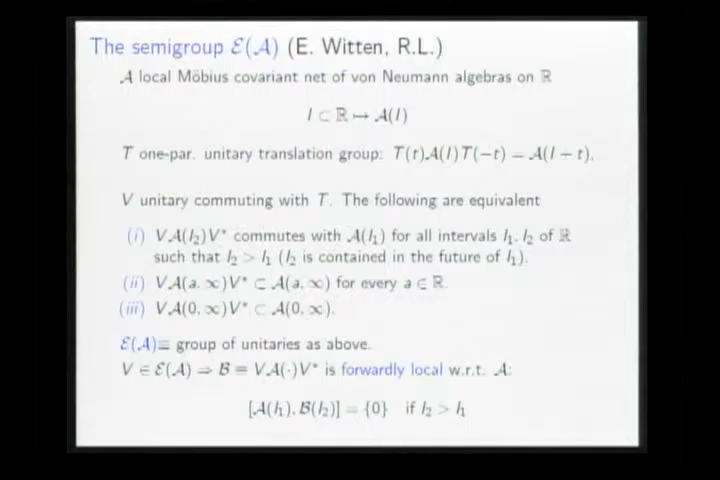 The semigroup ℰ(𝒜) (E. Witten, R.L.)
𝒜 local Möbius covariant net of von Neumann algebras on ℝ
I ⊂ ℝ ↦ 𝒜(I)
T one-par. unitary translation group: T(t)𝒜(I)T(−t) = 𝒜(I − t),
V unitary commuting with T. The following are equivalent
(i) V𝒜(I₂)V* commutes with 𝒜(I₁) for all intervals I₁, I₂ of ℝ
such that I₂ > I₁ (I₂ is contained in the future of I₁).
(ii) V𝒜(a, ∞)V* ⊂ 𝒜(a, ∞) for every a ∈ ℝ.
(iii) V𝒜(0, ∞)V* ⊂ 𝒜(0, ∞).
ℰ(𝒜) ≡ group of unitaries as above.
V ∈ ℰ(𝒜) ⇒ ℬ ≡ V𝒜(·)V* is forwardly local w.r.t. 𝒜:
[𝒜(I₁), ℬ(I₂)] = {0} if I₂ > I₁